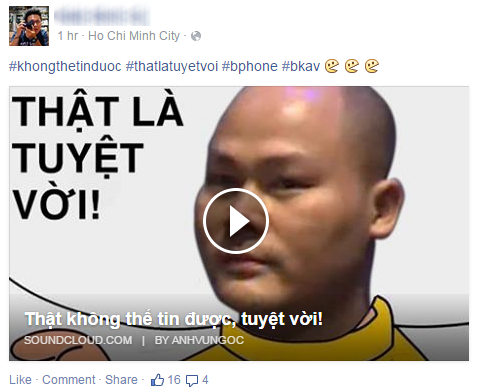 1 hr · Ho Chi Minh City ·
#khongthetinduoc #thatlatuyetvoi #bphone #bkav
THẬT LÀ
TUYỆT
VỜI!
Thật không thể tin được, tuyệt vời!
SOUNDCLOUD.COM | BY ANHVUNGOC
Like · Comment · Share · 16 4